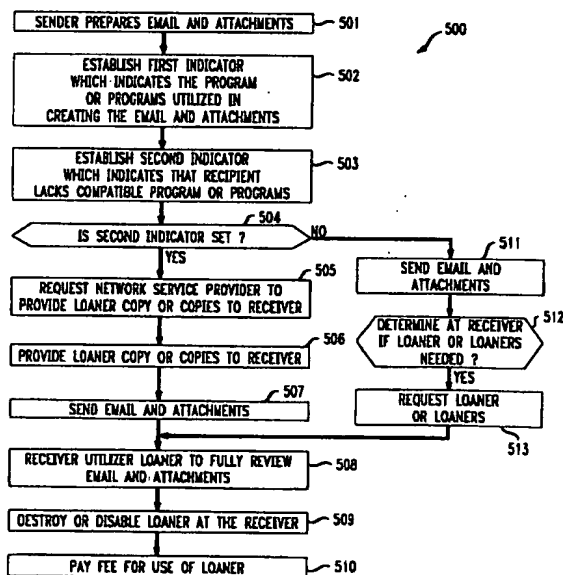 SENDER PREPARES EMAIL AND ATTACHMENTS
501
500
ESTABLISH FIRST INDICATOR
WHICH INDICATES THE PROGRAM
OR PROGRAMS UTILIZED IN
CREATING THE EMAIL AND ATTACHMENTS
502
ESTABLISH SECOND INDICATOR
WHICH INDICATES THAT RECIPIENT
LACKS COMPATIBLE PROGRAM OR PROGRAMS
503
504
IS SECOND INDICATOR SET ?
NO
YES
511
SEND EMAIL AND
ATTACHMENTS
505
REQUEST NETWORK SERVICE PROVIDER TO
PROVIDE LOANER COPY OR COPIES TO RECEIVER
512
DETERMINE AT RECEIVER
IF LOANER OR LOANERS
NEEDED ?
506
PROVIDE LOANER COPY OR COPIES TO RECEIVER
YES
507
SEND EMAIL AND ATTACHMENTS
REQUEST LOANER
OR LOANERS
513
RECEIVER UTILIZER LOANER TO FULLY REVIEW
EMAIL AND ATTACHMENTS
508
DESTROY OR DISABLE LOANER AT THE RECEIVER
509
PAY FEE FOR USE OF LOANER
510